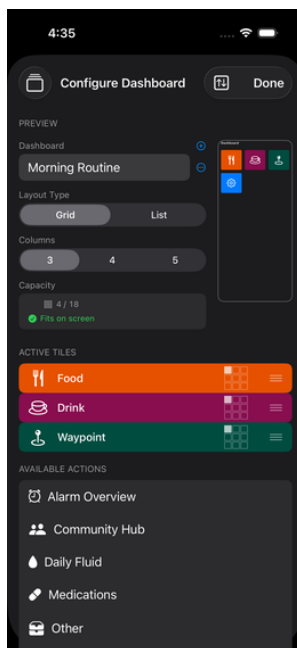 4:35
Configure Dashboard
Done
PREVIEW
Dashboard
Morning Routine
Layout Type
Grid
List
Columns
3
4
5
Capacity
4 / 18
Fits on screen
Dashboard
ACTIVE TILES
Food
Drink
Waypoint
AVAILABLE ACTIONS
Alarm Overview
Community Hub
Daily Fluid
Medications
Other